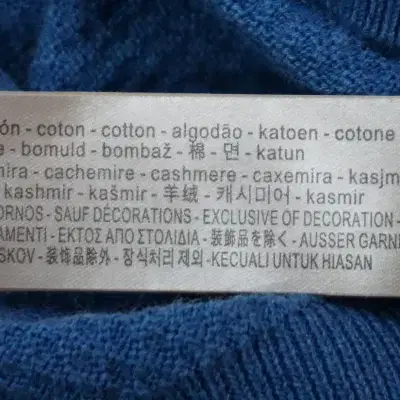 ón - coton - cotton - algodão - katoen - cotone
e - bomuld - bombaž - 棉 - 면 - katun
mira - cachemire - cashmere - caxemira - kasjm
kashmir - kašmir - 羊绒 - 캐시미어 - kasmir
ORNOS - SAUF DÉCORATIONS - EXCLUSIVE OF DECORATION -
AMENTI - ΕΚΤΟΣ ΑΠΟ ΣΤΟΛΙΔΙΑ - 装飾品を除く - AUSSER GARNE
SKOV - 装饰品除外 - 장식처리 제외 - KECUALI UNTUK HIASAN